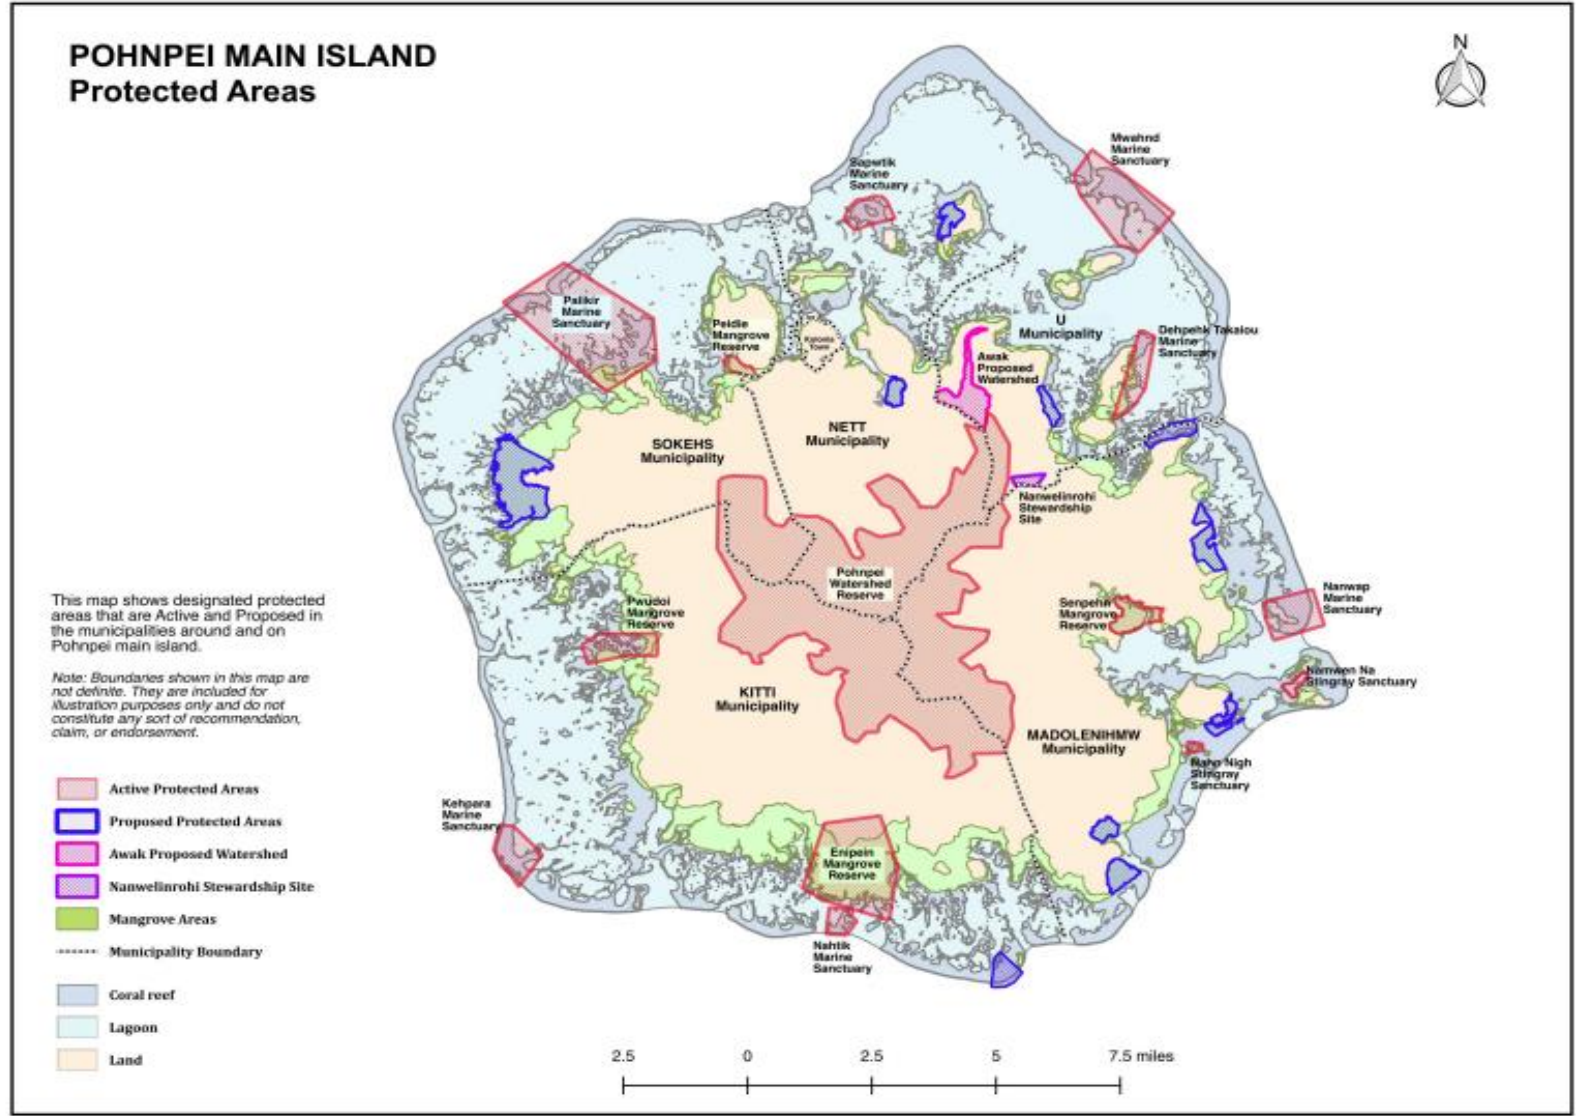 POHNPEI MAIN ISLAND
Protected Areas
N
Mwahnd
Marine
Sanctuary
Sapwtik
Marine
Sanctuary
Palikir
Marine
Sanctuary
Peidie
Mangrove
Reserve
Kolonia
Town
U
Municipality
Dehpehk Takaiou
Marine
Sanctuary
Awak
Proposed
Watershed
SOKEHS
Municipality
NETT
Municipality
Nanwelinrohi
Stewardship
Site
Pohnpei
Watershed
Reserve
Pwudoi
Mangrove
Reserve
Senpehn
Mangrove
Reserve
Nanwap
Marine
Sanctuary
Namwen Na
Stingray Sanctuary
KITTI
Municipality
MADOLENIHMW
Municipality
Nigh
Stingray
Sanctuary
Kehpara
Marine
Sanctuary
Enipein
Mangrove
Reserve
Nahtik
Marine
Sanctuary
This map shows designated protected
areas that are Active and Proposed in
the municipalities around and on
Pohnpei main island.
Note: Boundaries shown in this map are
not definite. They are included for
illustration purposes only and do not
constitute any sort of recommendation,
claim, or endorsement.
Active Protected Areas
Proposed Protected Areas
Awak Proposed Watershed
Nanwelinrohi Stewardship Site
Mangrove Areas
Municipality Boundary
Coral reef
Lagoon
Land
2.5 0 2.5 5 7.5 miles